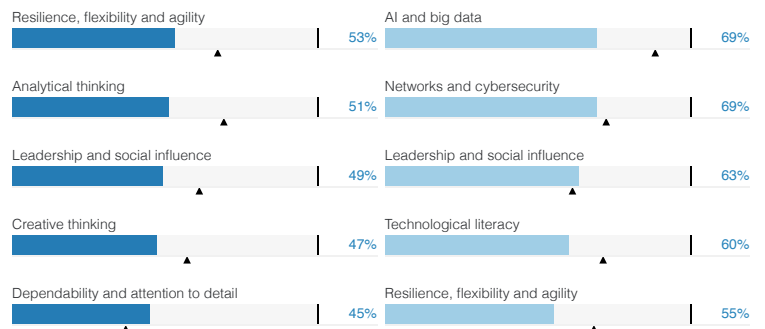 Resilience, flexibility and agility
53%
Analytical thinking
51%
Leadership and social influence
49%
Creative thinking
47%
Dependability and attention to detail
45%
AI and big data
69%
Networks and cybersecurity
69%
Leadership and social influence
63%
Technological literacy
60%
Resilience, flexibility and agility
55%